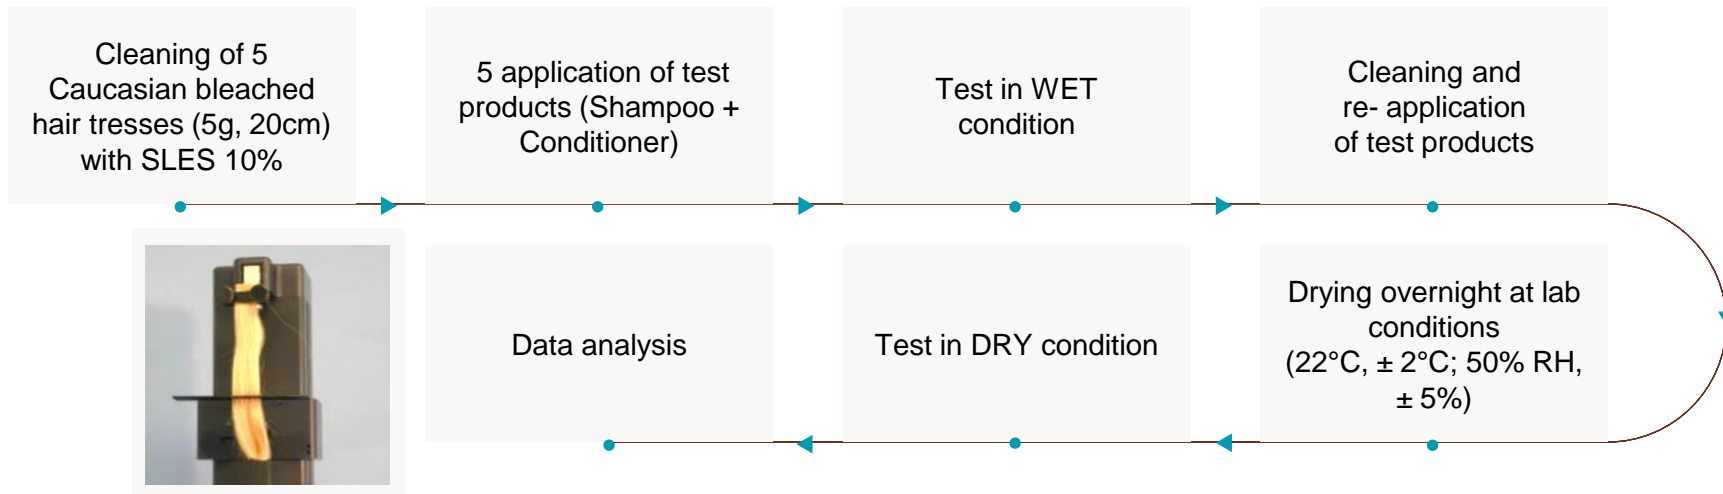 Cleaning of 5
Caucasian bleached
hair tresses (5g, 20cm)
with SLES 10%
5 application of test
products (Shampoo +
Conditioner)
Test in WET
condition
Cleaning and
re- application
of test products
Drying overnight at lab
conditions
(22°C, ± 2°C; 50% RH,
± 5%)
Test in DRY condition
Data analysis